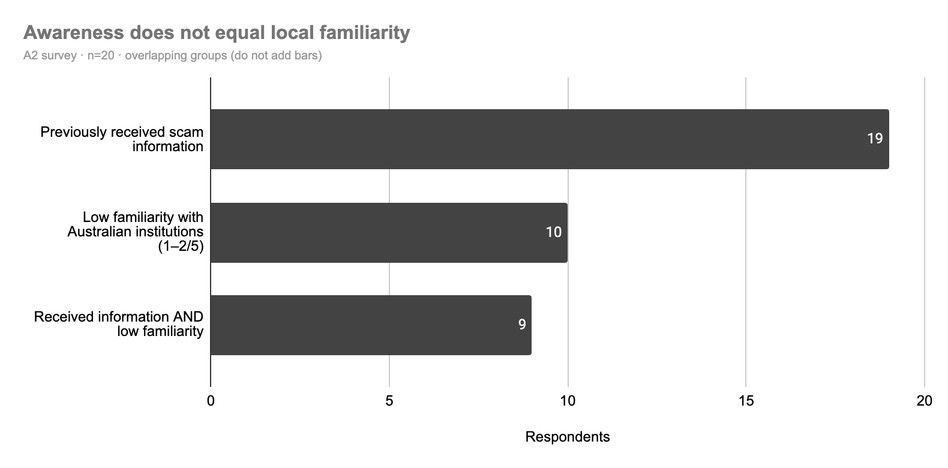 Awareness does not equal local familiarity
A2 survey · n=20 · overlapping groups (do not add bars)
Previously received scam
information
19
Low familiarity with
Australian institutions
(1–2/5)
10
Received information AND
low familiarity
9
0 5 10 15 20
Respondents